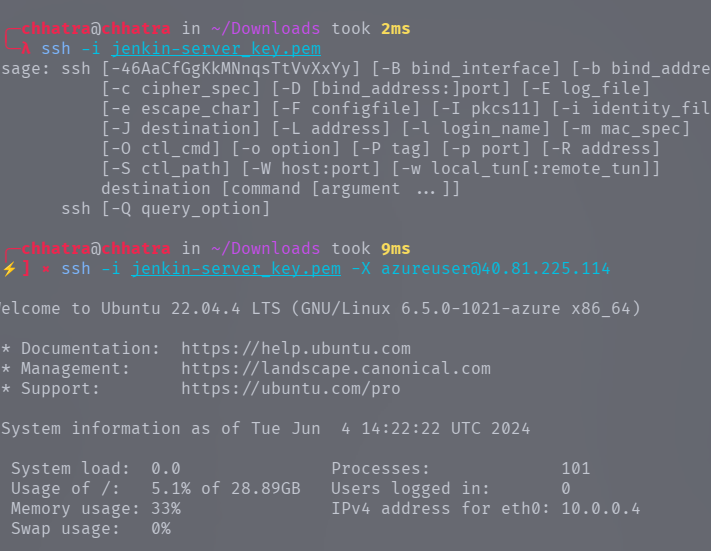 chhatra@chhatra in ~/Downloads took 2ms
λ ssh -i jenkin-server_key.pem
sage: ssh [-46AaCfGgKkMNnqsTtVvXxYy] [-B bind_interface] [-b bind_addre
[-c cipher_spec] [-D [bind_address:]port] [-E log_file]
[-e escape_char] [-F configfile] [-I pkcs11] [-i identity_fil
[-J destination] [-L address] [-l login_name] [-m mac_spec]
[-O ctl_cmd] [-o option] [-P tag] [-p port] [-R address]
[-S ctl_path] [-W host:port] [-w local_tun[:remote_tun]]
destination [command [argument ...]]
ssh [-Q query_option]
chhatra@chhatra in ~/Downloads took 9ms
⚡ ] × ssh -i jenkin-server_key.pem -X azureuser@40.81.225.114
elcome to Ubuntu 22.04.4 LTS (GNU/Linux 6.5.0-1021-azure x86_64)
* Documentation:  https://help.ubuntu.com
* Management:     https://landscape.canonical.com
* Support:        https://ubuntu.com/pro
System information as of Tue Jun  4 14:22:22 UTC 2024
System load:  0.0               Processes:             101
Usage of /:   5.1% of 28.89GB   Users logged in:       0
Memory usage: 33%               IPv4 address for eth0: 10.0.0.4
Swap usage:   0%